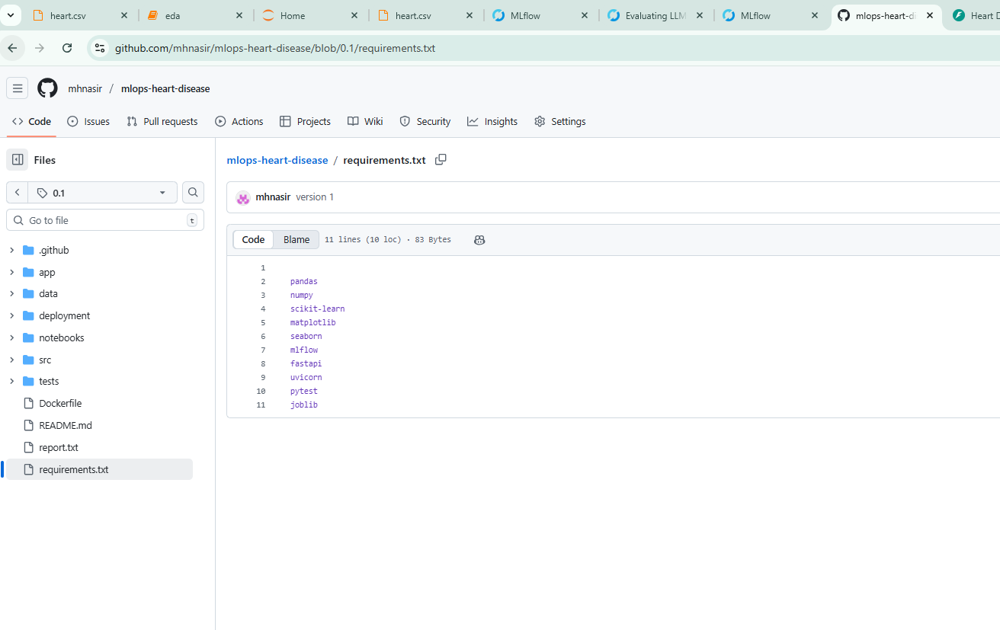 heart.csv
eda
Home
heart.csv
MLflow
Evaluating LLM
MLflow
mlops-heart-di
Heart D
github.com/mhnasir/mlops-heart-disease/blob/0.1/requirements.txt
mhnasir / mlops-heart-disease
Code Issues Pull requests Actions Projects Wiki Security Insights Settings
Files
0.1
Go to file t
.github
app
data
deployment
notebooks
src
tests
Dockerfile
README.md
report.txt
requirements.txt
mlops-heart-disease / requirements.txt
mhnasir version 1
Code Blame 11 lines (10 loc) · 83 Bytes
1
2 pandas
3 numpy
4 scikit-learn
5 matplotlib
6 seaborn
7 mlflow
8 fastapi
9 uvicorn
10 pytest
11 joblib